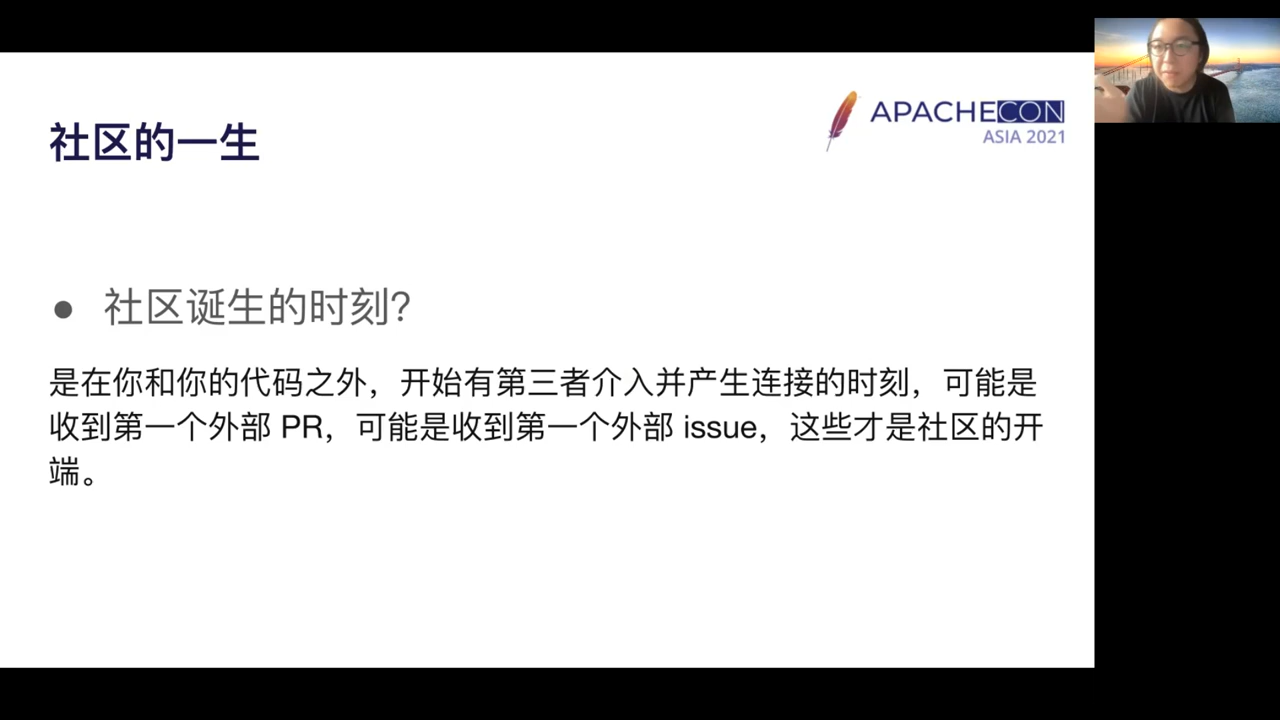 社区的一生
APACHECON
ASIA 2021
● 社区诞生的时刻？
是在你和你的代码之外，开始有第三者介入并产生连接的时刻，可能是
收到第一个外部 PR，可能是收到第一个外部 issue，这些才是社区的开
端。